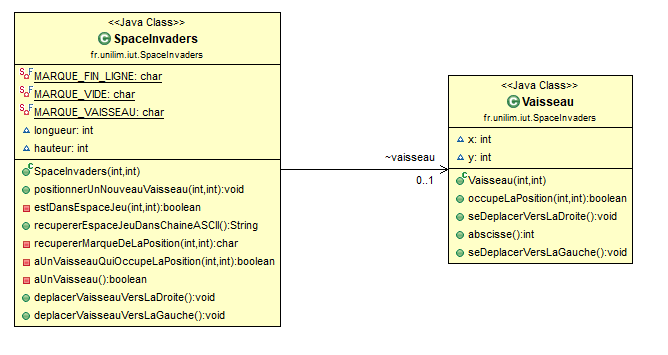 <<Java Class>>
SpaceInvaders
fr.unilim.iut.SpaceInvaders
MARQUE_FIN_LIGNE: char
MARQUE_VIDE: char
MARQUE_VAISSEAU: char
longueur: int
hauteur: int
SpaceInvaders(int,int)
positionnerUnNouveauVaisseau(int,int):void
estDansEspaceJeu(int,int):boolean
recupererEspaceJeuDansChaineASCII():String
recupererMarqueDeLaPosition(int,int):char
aUnVaisseauQuiOccupeLaPosition(int,int):boolean
aUnVaisseau():boolean
deplacerVaisseauVersLaDroite():void
deplacerVaisseauVersLaGauche():void
~vaisseau
0..1
<<Java Class>>
Vaisseau
fr.unilim.iut.SpaceInvaders
x: int
y: int
Vaisseau(int,int)
occupeLaPosition(int,int):boolean
seDeplacerVersLaDroite():void
abscisse():int
seDeplacerVersLaGauche():void